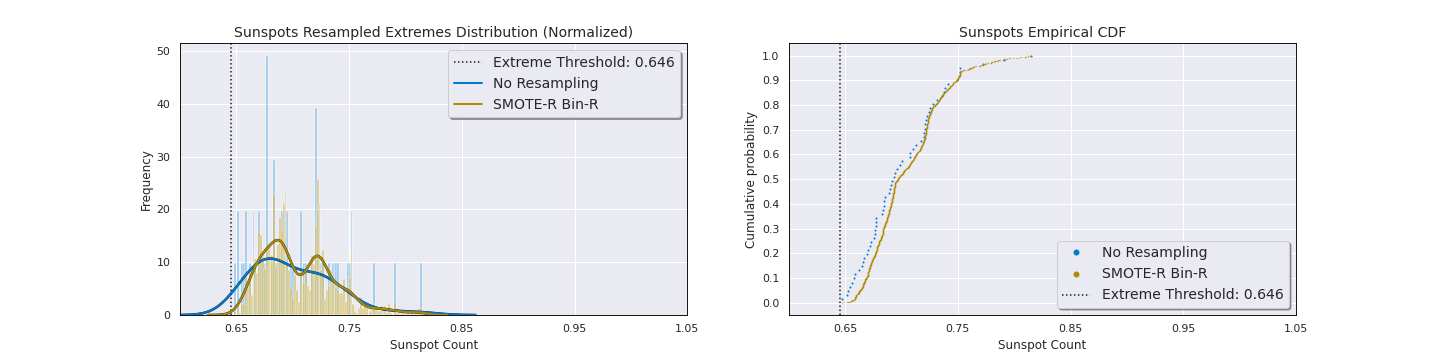 Sunspots Resampled Extremes Distribution (Normalized)
50
40
30
20
10
0
Frequency
Extreme Threshold: 0.646
No Resampling
SMOTE-R Bin-R
0.65
0.75
0.85
0.95
1.05
Sunspot Count
Sunspots Empirical CDF
1.0
0.9
0.8
0.7
0.6
0.5
0.4
0.3
0.2
0.1
0.0
Cumulative probability
No Resampling
SMOTE-R Bin-R
Extreme Threshold: 0.646
0.65
0.75
0.85
0.95
1.05
Sunspot Count